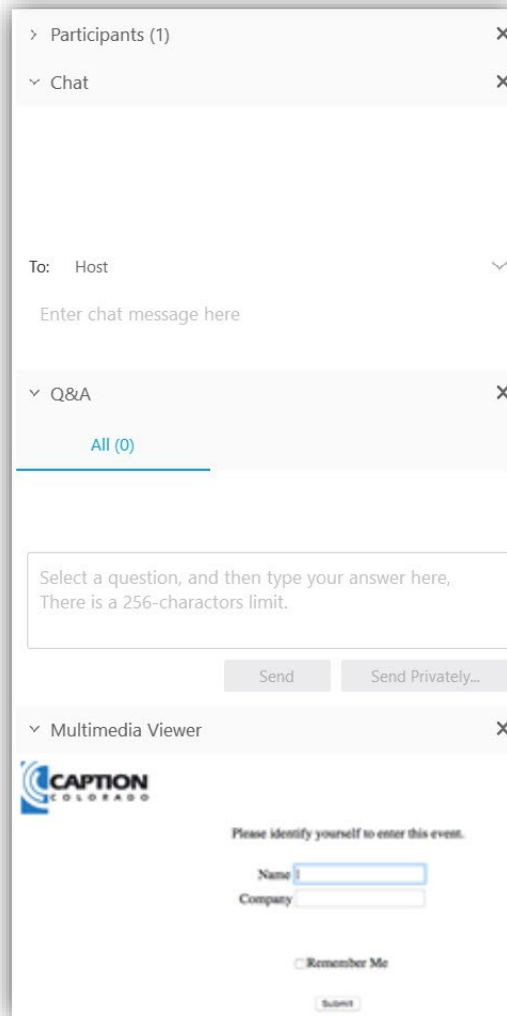 Participants (1)
Chat
To: Host
Enter chat message here
Q&A
All (0)
Select a question, and then type your answer here,
There is a 256-charactors limit.
Send Send Privately...
Multimedia Viewer
CAPTION
COLORADO
Please identify yourself to enter this event.
Name
Company
Remember Me
Submit